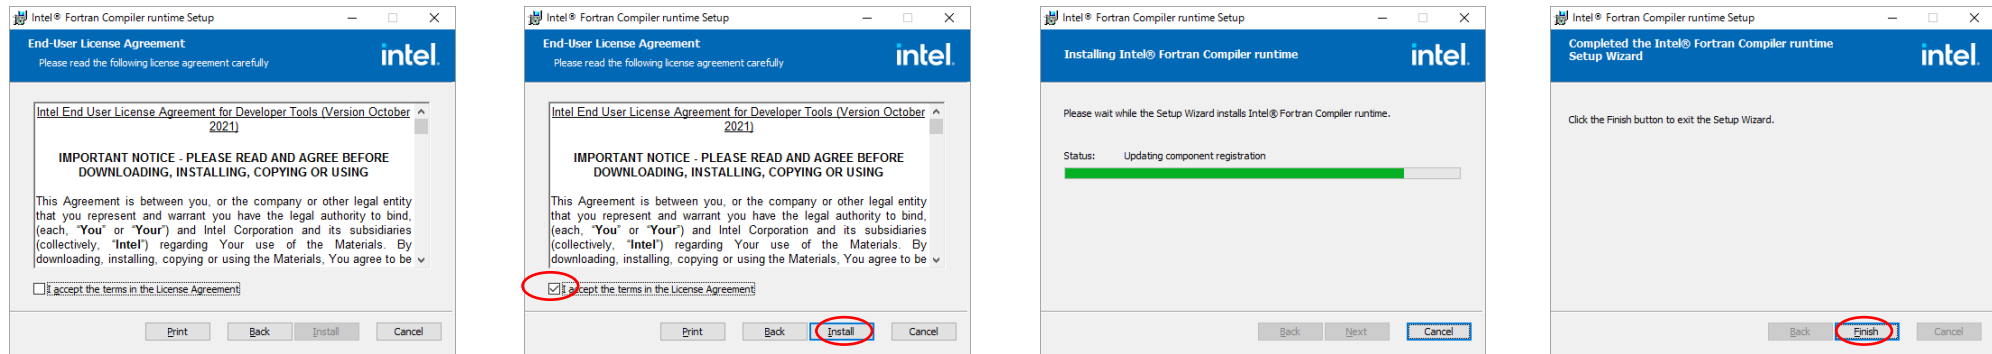 Intel® Fortran Compiler runtime Setup
End-User License Agreement
Please read the following license agreement carefully
intel.
Intel End User License Agreement for Developer Tools (Version October
2021)
IMPORTANT NOTICE - PLEASE READ AND AGREE BEFORE
DOWNLOADING, INSTALLING, COPYING OR USING
This Agreement is between you, or the company or other legal entity
that you represent and warrant you have the legal authority to bind,
(each, “You” or “Your”) and Intel Corporation and its subsidiaries
(collectively, “Intel”) regarding Your use of the Materials. By
downloading, installing, copying or using the Materials, You agree to be
I accept the terms in the License Agreement
Print Back Install Cancel
Intel® Fortran Compiler runtime Setup
End-User License Agreement
Please read the following license agreement carefully
intel.
Intel End User License Agreement for Developer Tools (Version October
2021)
IMPORTANT NOTICE - PLEASE READ AND AGREE BEFORE
DOWNLOADING, INSTALLING, COPYING OR USING
This Agreement is between you, or the company or other legal entity
that you represent and warrant you have the legal authority to bind,
(each, “You” or “Your”) and Intel Corporation and its subsidiaries
(collectively, “Intel”) regarding Your use of the Materials. By
downloading, installing, copying or using the Materials, You agree to be
I accept the terms in the License Agreement
Print Back Install Cancel
Intel® Fortran Compiler runtime Setup
Installing Intel® Fortran Compiler runtime
intel.
Please wait while the Setup Wizard installs Intel® Fortran Compiler runtime.
Status: Updating component registration
Back Next Cancel
Intel® Fortran Compiler runtime Setup
Completed the Intel® Fortran Compiler runtime
Setup Wizard
intel.
Click the Finish button to exit the Setup Wizard.
Back Finish Cancel